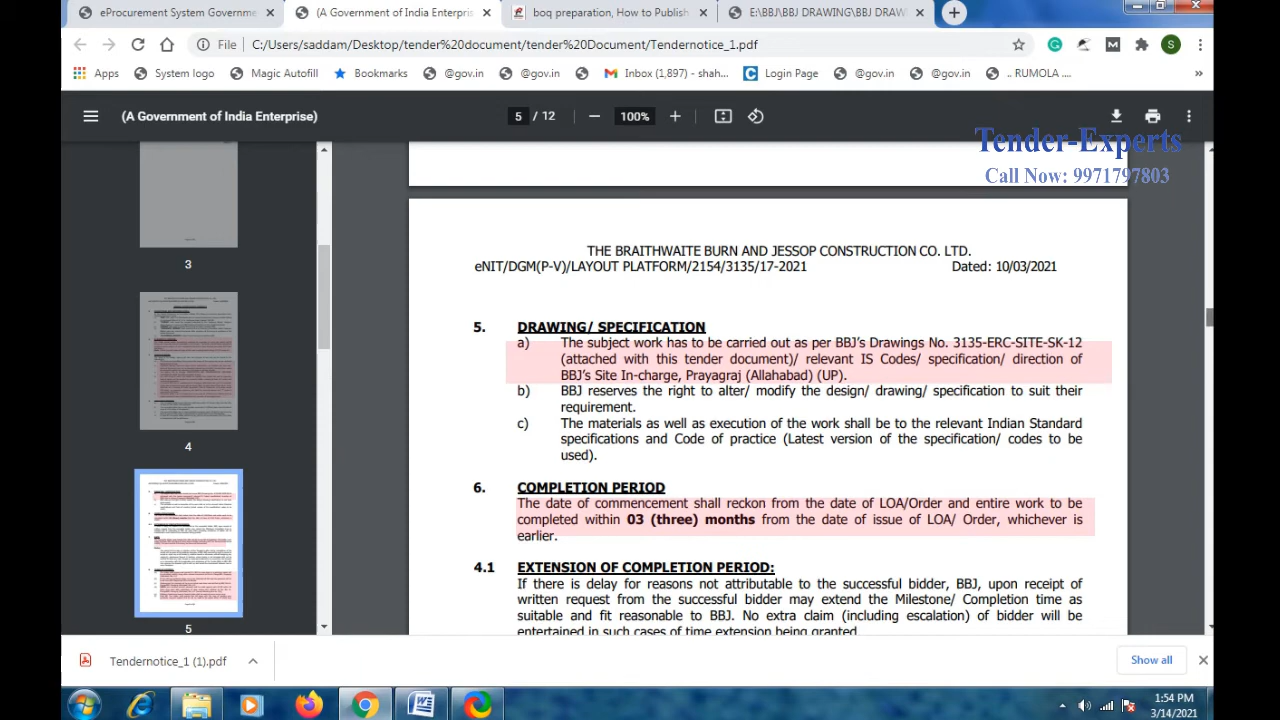 eProcurement System Governme
(A Government of India Enterpris
boq preparation, How to Publish
E:\BBJ\BBJ DRAWING\BBJ DRAW
File
C:/Users/saddam/Desktop/tender%20document/tender%20Document/Tendernotice_1.pdf
S
Apps
System logo
Magic Autofill
Bookmarks
@gov.in
@gov.in
Inbox (1,897) - shah...
Login Page
@gov.in
@gov.in
.. RUMOLA ....
»
(A Government of India Enterprise)
5 / 12
100%
Tender-Experts
Call Now: 9971797803
3
4
5
THE BRAITHWAITE BURN AND JESSOP CONSTRUCTION CO. LTD.
eNIT/DGM(P-V)/LAYOUT PLATFORM/2154/3135/17-2021 Dated: 10/03/2021
5. DRAWING/ SPECIFICATION
a) The subject work has to be carried out as per BBJ's Drawings No. 3135-ERC-SITE-SK-12
(attached with this tender document)/ relevant IS Codes/ specification/ direction of
BBJ's Site In-charge, Prayagraj (Allahabad) (UP).
b) BBJ reserves the right to alter/ modify the design/ drawing/ specification to suit their
requirement.
c) The materials as well as execution of the work shall be to the relevant Indian Standard
specifications and Code of practice (Latest version of the specification/ codes to be
used).
6. COMPLETION PERIOD
The date of commencement shall reckon from the date of LOA/ order and entire work to be
completed within 03 (three) months from the date of issue of LOA/ Order, whichever is
earlier.
4.1 EXTENSION OF COMPLETION PERIOD:
If there is delay for reasons not attributable to the successful bidder, BBJ, upon receipt of
written request from the successful bidder may extend the Milestone/ Completion time as
suitable and fit reasonable to BBJ. No extra claim (including escalation) of bidder will be
entertained in such cases of time extension being granted.
Tendernotice_1 (1).pdf
Show all
1:54 PM
3/14/2021